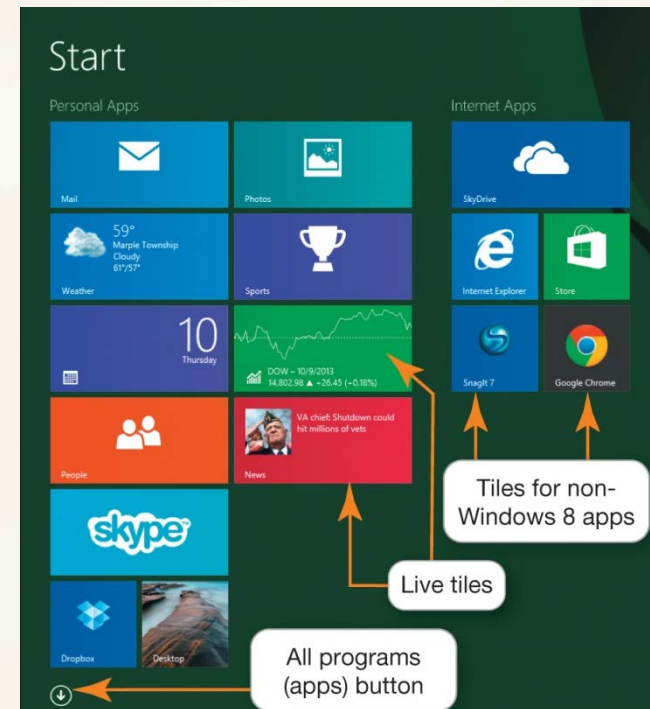 Start
Personal Apps
Mail
Photos
59°
Marple Township
Cloudy
61°/57°
Weather
Sports
10
Thursday
DOW – 10/9/2013
14,802.98 ▲ +26.45 (+0.18%)
People
VA chief: Shutdown could
hit millions of vets
News
skype™
Dropbox
Desktop
Internet Apps
SkyDrive
Internet Explorer
Store
SnagIt 7
Google Chrome
Tiles for non-
Windows 8 apps
Live tiles
All programs
(apps) button